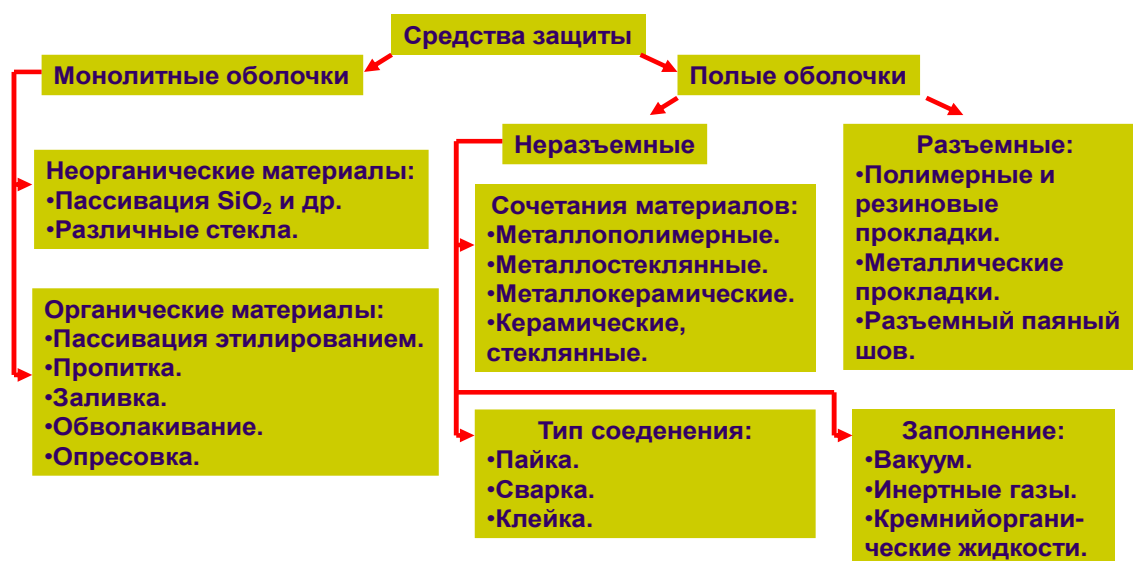 Средства защиты
Монолитные оболочки
Полые оболочки
Неорганические материалы:
•Пассивация SiO₂ и др.
•Различные стекла.
Органические материалы:
•Пассивация этилированием.
•Пропитка.
•Заливка.
•Обволакивание.
•Опресовка.
Неразъемные
Сочетания материалов:
•Металлополимерные.
•Металлостеклянные.
•Металлокерамические.
•Керамические,
стеклянные.
Тип соеденения:
•Пайка.
•Сварка.
•Клейка.
Заполнение:
•Вакуум.
•Инертные газы.
•Кремнийоргани-
ческие жидкости.
Разъемные:
•Полимерные и
резиновые
прокладки.
•Металлические
прокладки.
•Разъемный паяный
шов.